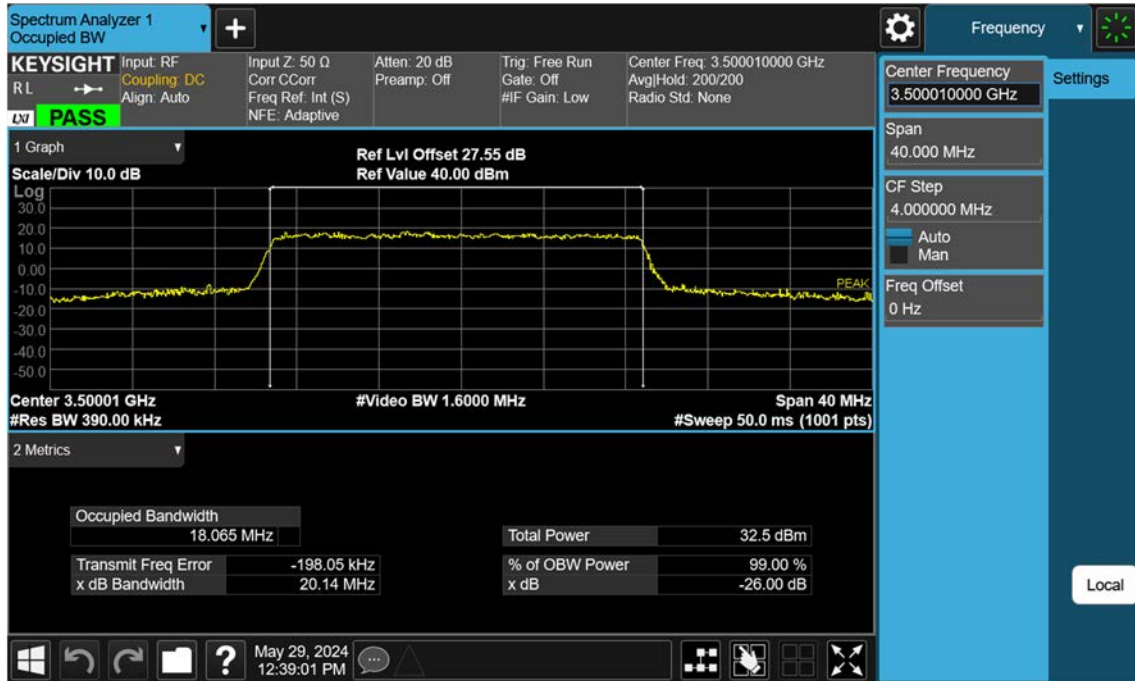 Spectrum Analyzer 1
Occupied BW
+
Frequency
KEYSIGHT
R L
LXI
PASS
Input: RF
Coupling: DC
Align: Auto
Input Z: 50 Ω
Corr CCorr
Freq Ref: Int (S)
NFE: Adaptive
Atten: 20 dB
Preamp: Off
Trig: Free Run
Gate: Off
#IF Gain: Low
Center Freq: 3.500010000 GHz
Avg|Hold: 200/200
Radio Std: None
Center Frequency
3.500010000 GHz
Settings
Span
40.000 MHz
CF Step
4.000000 MHz
Auto
Man
Freq Offset
0 Hz
Local
1 Graph
Scale/Div 10.0 dB
Ref Lvl Offset 27.55 dB
Ref Value 40.00 dBm
Log
30.0
20.0
10.0
0.00
-10.0
-20.0
-30.0
-40.0
-50.0
PEAK
Center 3.50001 GHz
#Video BW 1.6000 MHz
Span 40 MHz
#Res BW 390.00 kHz
#Sweep 50.0 ms (1001 pts)
2 Metrics
Occupied Bandwidth
18.065 MHz
Total Power 32.5 dBm
Transmit Freq Error -198.05 kHz
% of OBW Power 99.00 %
x dB Bandwidth 20.14 MHz
x dB -26.00 dB
?
May 29, 2024
12:39:01 PM